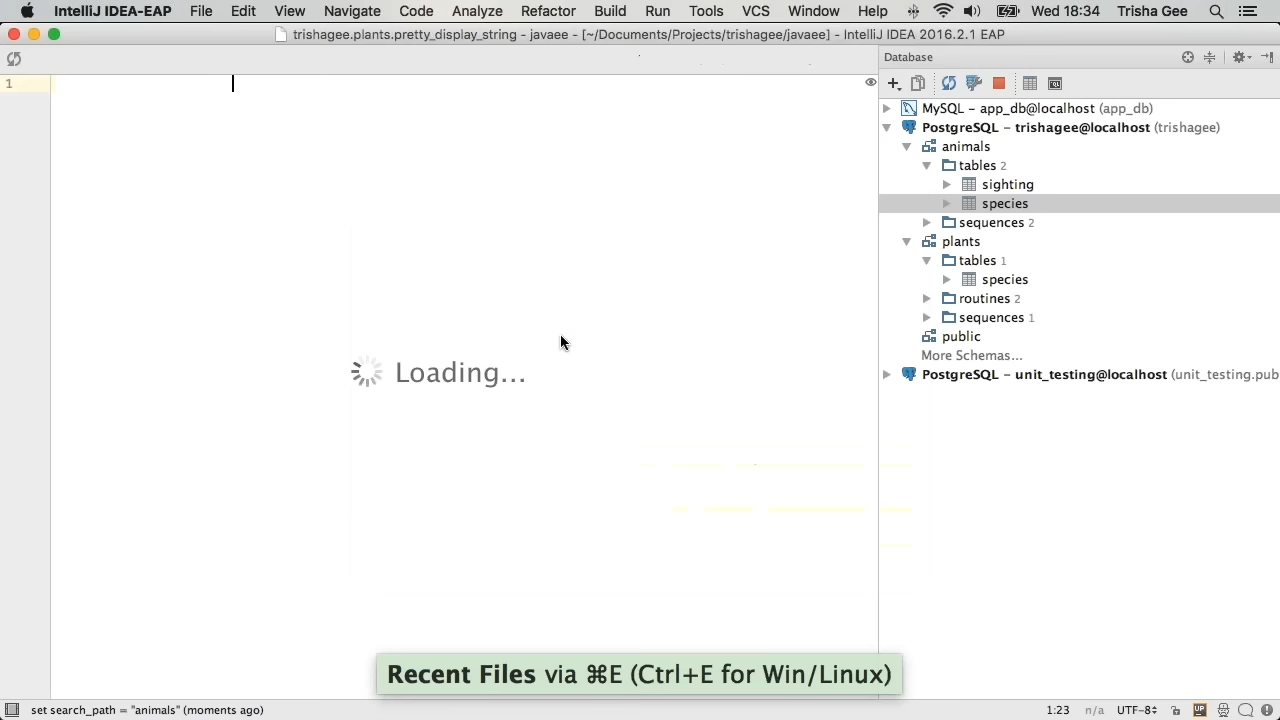 IntelliJ IDEA-EAP File Edit View Navigate Code Analyze Refactor Build Run Tools VCS Window Help Wed 18:34 Trisha Gee
trishagee.plants.pretty_display_string - javaee - [~/Documents/Projects/trishagee/javaee] - IntelliJ IDEA 2016.2.1 EAP
Database
1
MySQL – app_db@localhost (app_db)
PostgreSQL – trishagee@localhost (trishagee)
animals
tables 2
sighting
species
sequences 2
plants
tables 1
species
routines 2
sequences 1
public
More Schemas...
PostgreSQL – unit_testing@localhost (unit_testing.pub
Loading...
Recent Files via ⌘E (Ctrl+E for Win/Linux)
set search_path = "animals" (moments ago) 1:23 n/a UTF-8 UP